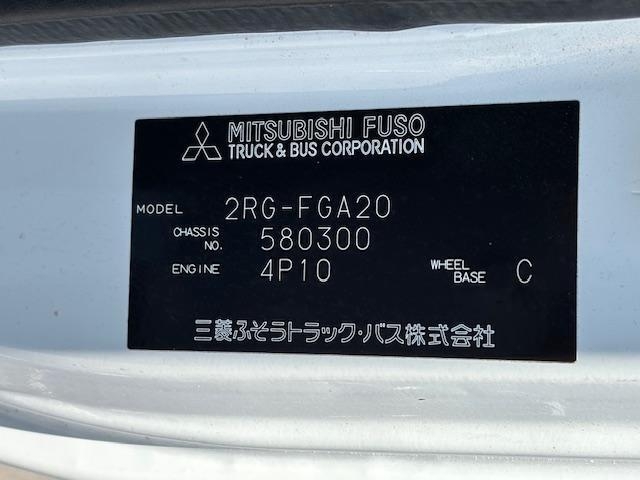 MITSUBISHI FUSO
TRUCK & BUS CORPORATION
MODEL 2RG-FGA20
CHASSIS NO. 580300
ENGINE 4P10 WHEEL BASE C
三菱ふそうトラック・バス株式会社